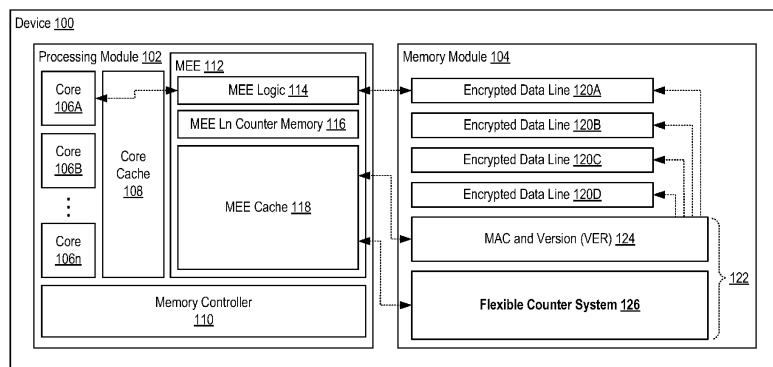 Device 100
Processing Module 102
Core
106A
Core
106B
Core
106n
Core
Cache
108
MEE 112
MEE Logic 114
MEE Ln Counter Memory 116
MEE Cache 118
Memory Controller
110
Memory Module 104
Encrypted Data Line 120A
Encrypted Data Line 120B
Encrypted Data Line 120C
Encrypted Data Line 120D
MAC and Version (VER) 124
Flexible Counter System 126
122